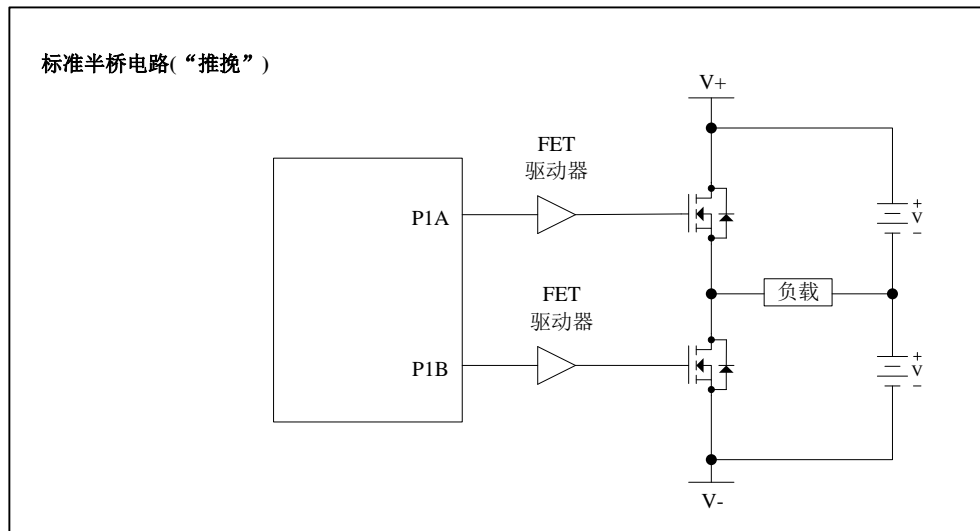 标准半桥电路(“推挽”)
V+
FET
驱动器
P1A
+
V
−
FET
驱动器
负载
P1B
+
V
−
V-